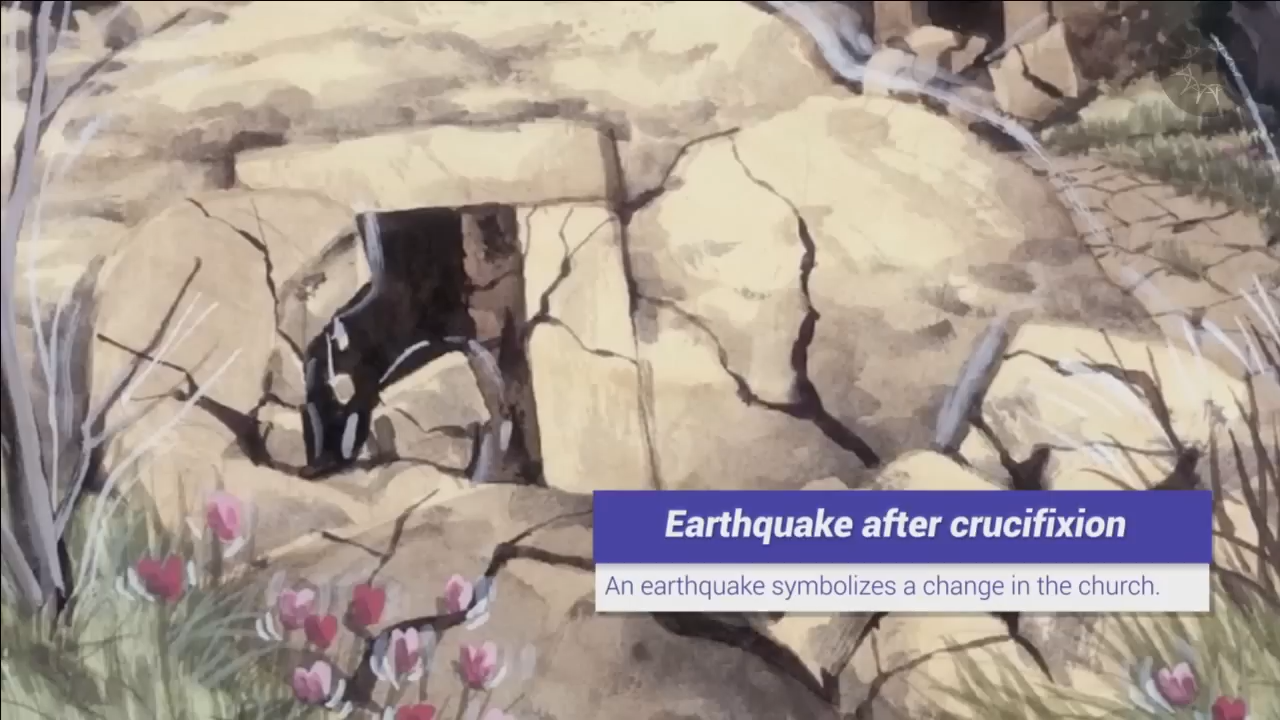 Earthquake after crucifixion
An earthquake symbolizes a change in the church.